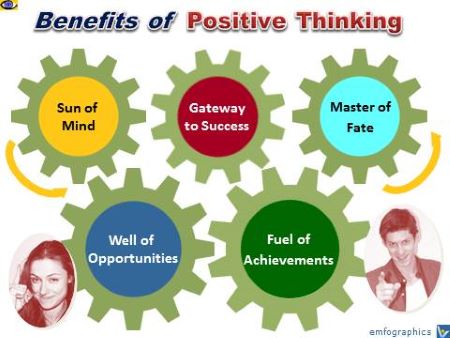 Benefits of Positive Thinking
Sun of
Mind
Gateway
to Success
Master of
Fate
Well of
Opportunities
Fuel of
Achievements
emfographics